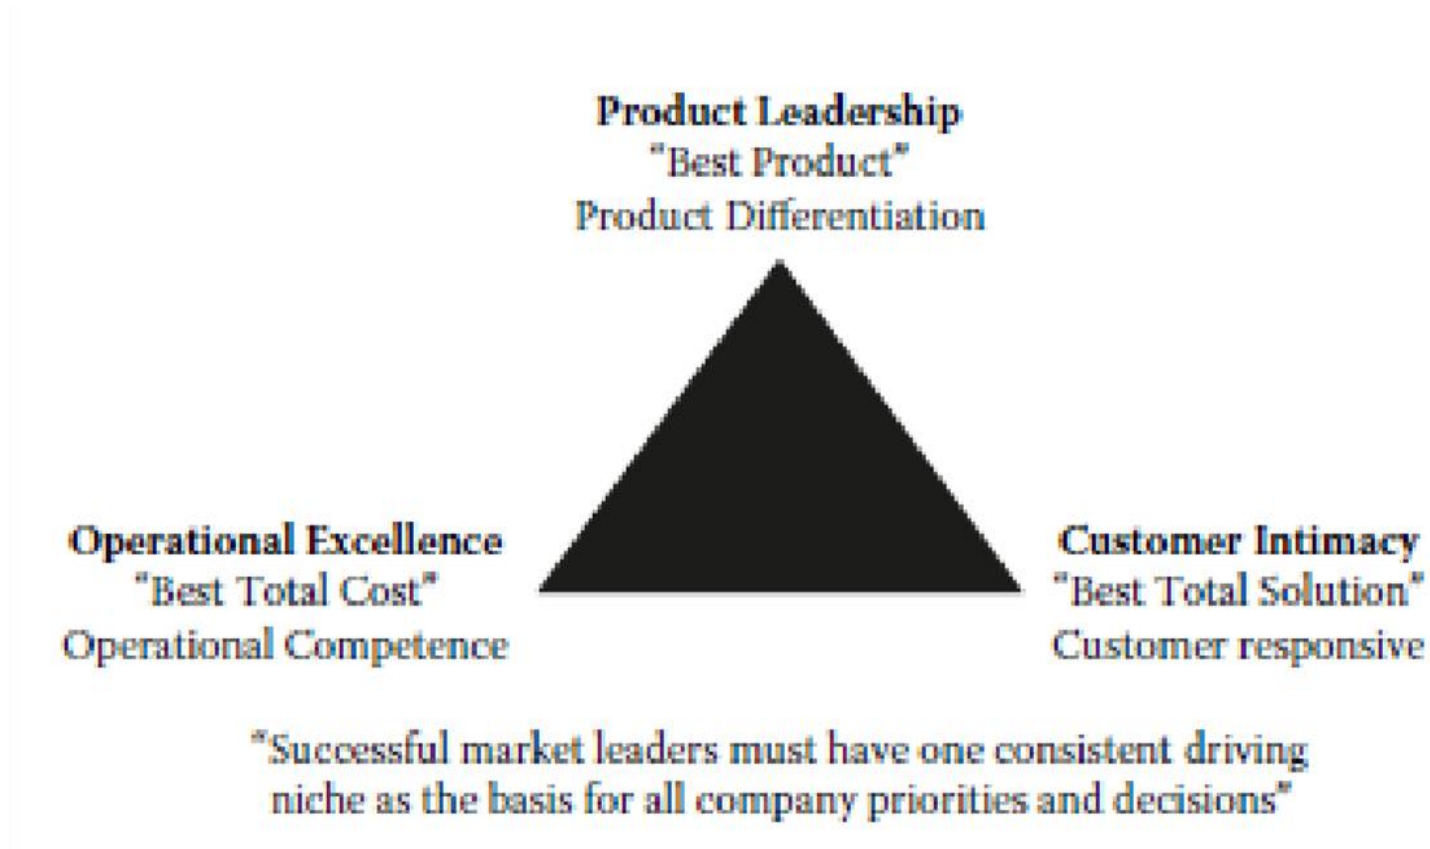 Product Leadership
“Best Product”
Product Differentiation
Operational Excellence
“Best Total Cost”
Operational Competence
Customer Intimacy
“Best Total Solution”
Customer responsive
“Successful market leaders must have one consistent driving
niche as the basis for all company priorities and decisions”